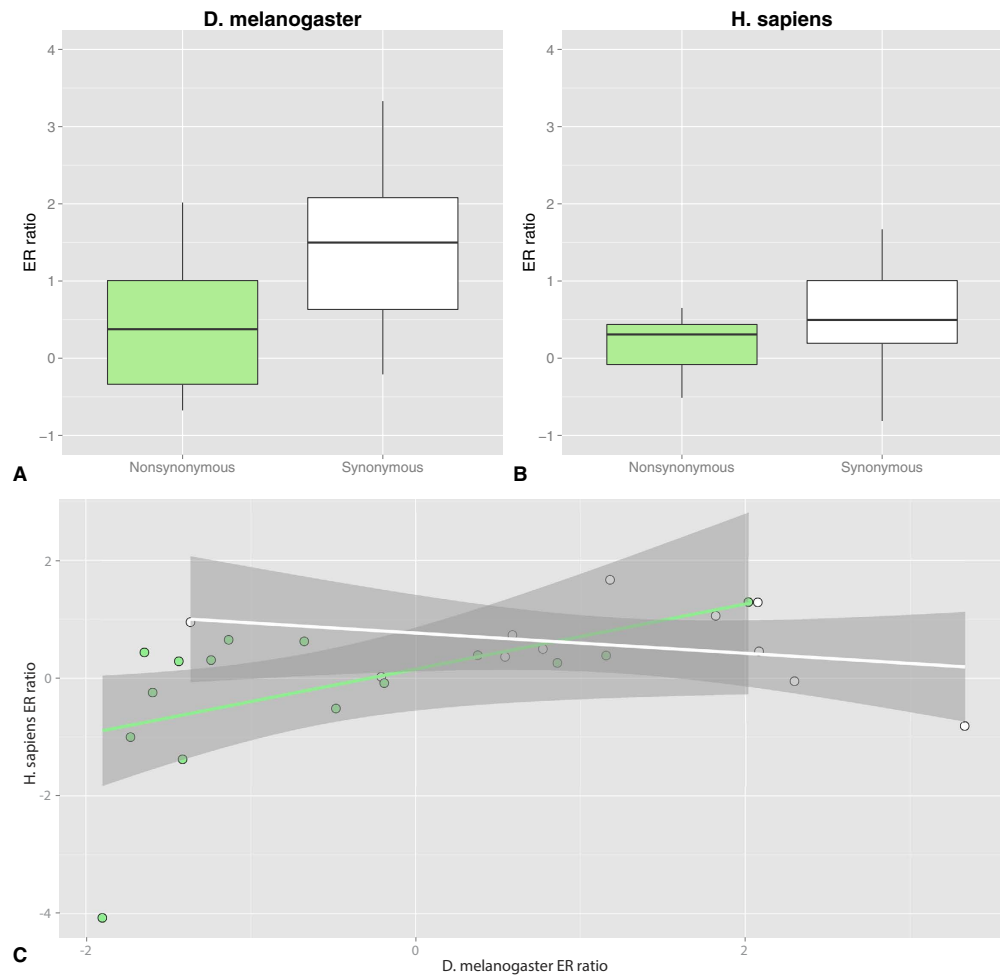 D. melanogaster
ER ratio
4
3
2
1
0
−1
Nonsynonymous
Synonymous
A
H. sapiens
ER ratio
4
3
2
1
0
−1
Nonsynonymous
Synonymous
B
H. sapiens ER ratio
2
0
-2
-4
-2
0
2
D. melanogaster ER ratio
C